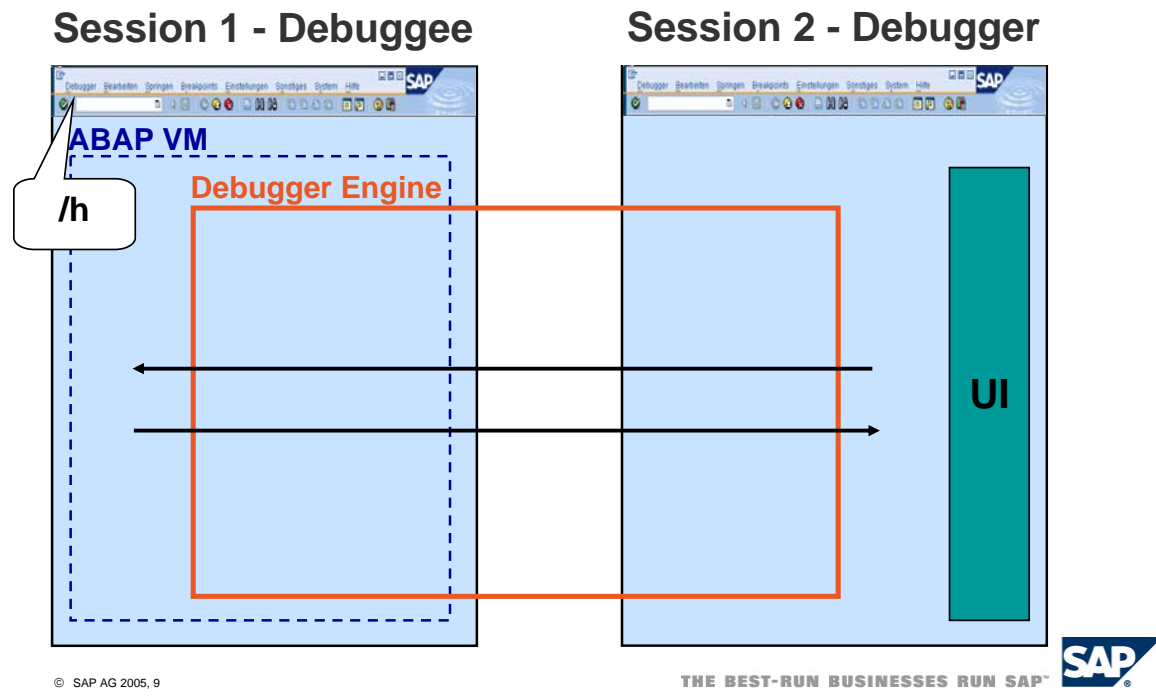 Session 1 - Debuggee
Session 2 - Debugger
Debugger Bearbeiten Springen Breakpoints Einstellungen Sonstiges System Hilfe
SAP
Debugger Bearbeiten Springen Breakpoints Einstellungen Sonstiges System Hilfe
SAP
ABAP VM
Debugger Engine
/h
UI
© SAP AG 2005, 9
THE BEST-RUN BUSINESSES RUN SAP™
SAP®